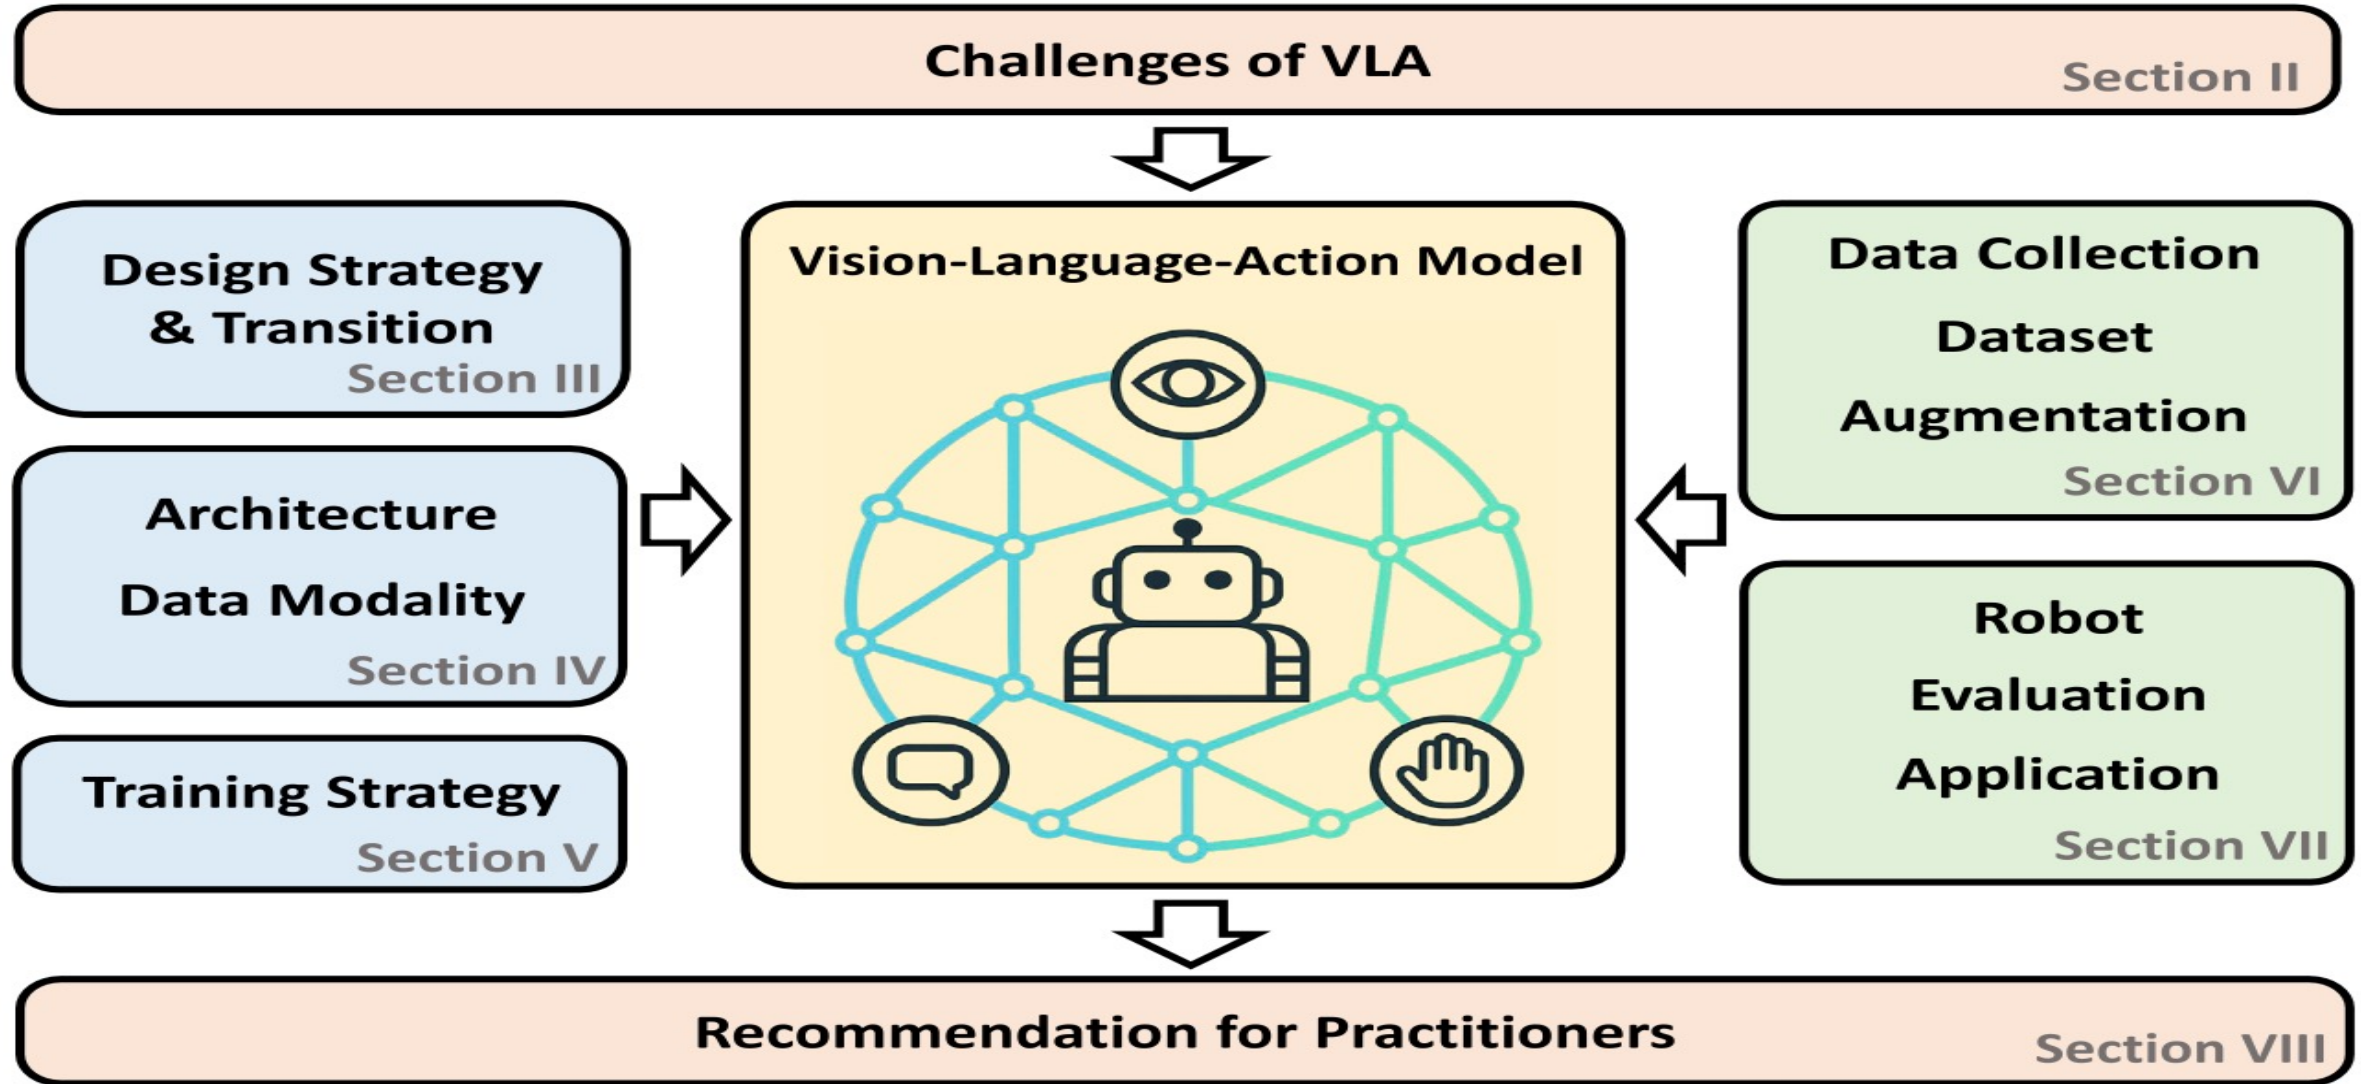 Challenges of VLA
Section II
Design Strategy
& Transition
Section III
Architecture
Data Modality
Section IV
Training Strategy
Section V
Vision-Language-Action Model
Data Collection
Dataset
Augmentation
Section VI
Robot
Evaluation
Application
Section VII
Recommendation for Practitioners
Section VIII